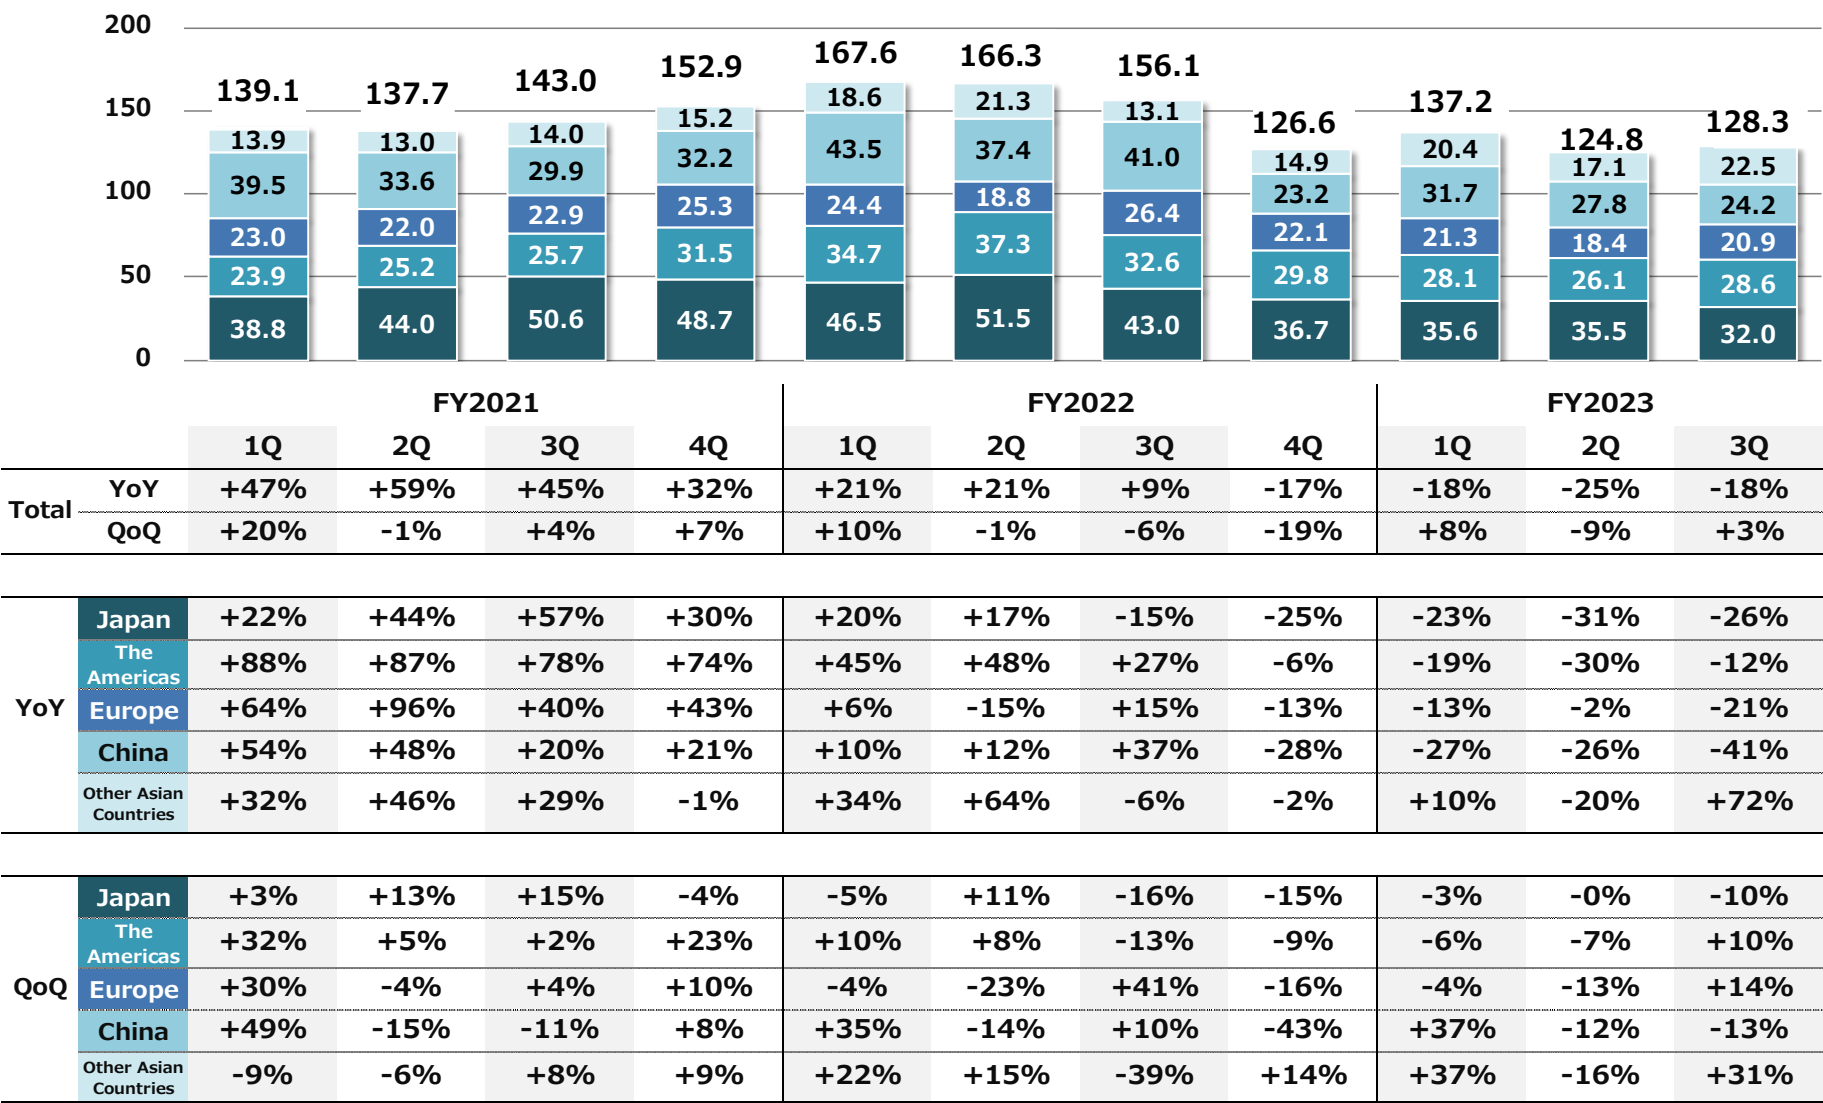 200
150
100
50
0
139.1 137.7 143.0 152.9 167.6 166.3 156.1 126.6 137.2 124.8 128.3
13.9 13.0 14.0 15.2 18.6 21.3 13.1 14.9 20.4 17.1 22.5
39.5 33.6 29.9 32.2 43.5 37.4 41.0 23.2 31.7 27.8 24.2
23.0 22.0 22.9 25.3 24.4 18.8 26.4 22.1 21.3 18.4 20.9
23.9 25.2 25.7 31.5 34.7 37.3 32.6 29.8 28.1 26.1 28.6
38.8 44.0 50.6 48.7 46.5 51.5 43.0 36.7 35.6 35.5 32.0
FY2021 FY2022 FY2023
1Q 2Q 3Q 4Q 1Q 2Q 3Q 4Q 1Q 2Q 3Q
Total
YoY +47% +59% +45% +32% +21% +21% +9% -17% -18% -25% -18%
QoQ +20% -1% +4% +7% +10% -1% -6% -19% +8% -9% +3%
YoY
Japan +22% +44% +57% +30% +20% +17% -15% -25% -23% -31% -26%
The
Americas +88% +87% +78% +74% +45% +48% +27% -6% -19% -30% -12%
Europe +64% +96% +40% +43% +6% -15% +15% -13% -13% -2% -21%
China +54% +48% +20% +21% +10% +12% +37% -28% -27% -26% -41%
Other Asian
Countries +32% +46% +29% -1% +34% +64% -6% -2% +10% -20% +72%
QoQ
Japan +3% +13% +15% -4% -5% +11% -16% -15% -3% -0% -10%
The
Americas +32% +5% +2% +23% +10% +8% -13% -9% -6% -7% +10%
Europe +30% -4% +4% +10% -4% -23% +41% -16% -4% -13% +14%
China +49% -15% -11% +8% +35% -14% +10% -43% +37% -12% -13%
Other Asian
Countries -9% -6% +8% +9% +22% +15% -39% +14% +37% -16% +31%